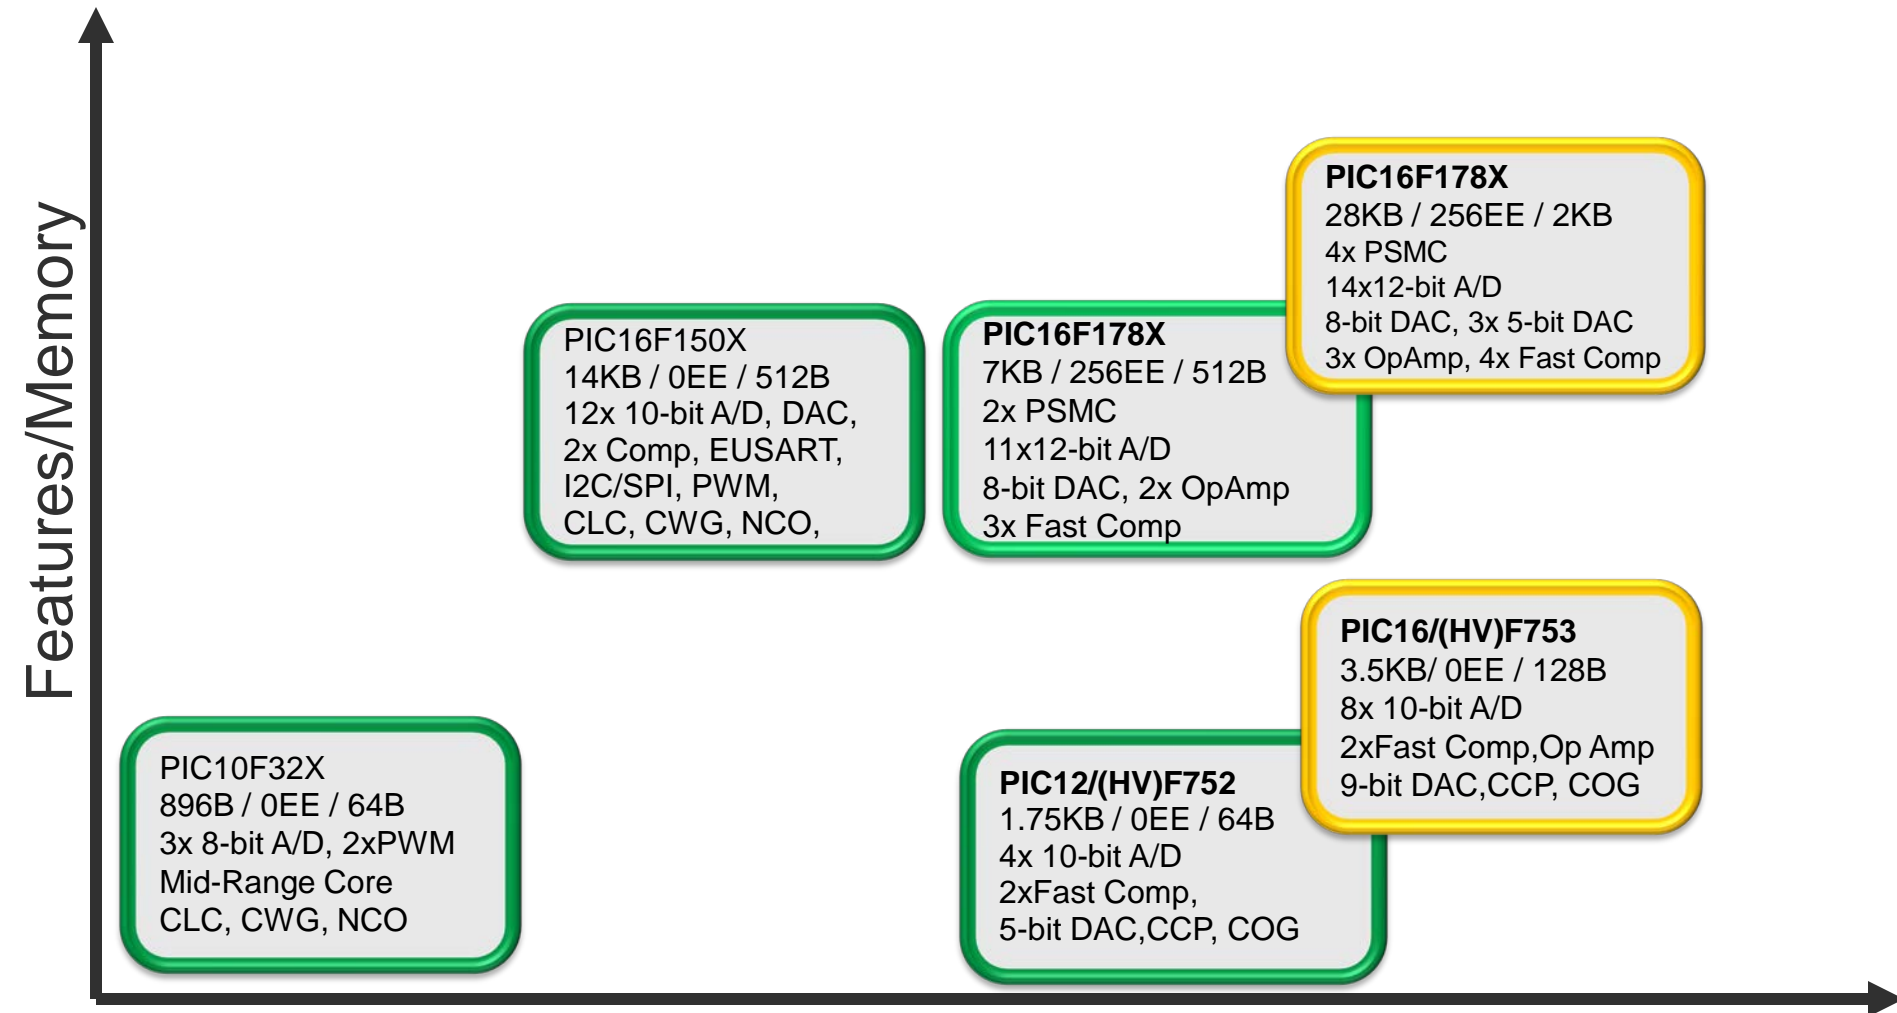 Features/Memory
PIC16F178X
28KB / 256EE / 2KB
4x PSMC
14x12-bit A/D
8-bit DAC, 3x 5-bit DAC
3x OpAmp, 4x Fast Comp
PIC16F150X
14KB / 0EE / 512B
12x 10-bit A/D, DAC,
2x Comp, EUSART,
I2C/SPI, PWM,
CLC, CWG, NCO,
PIC16F178X
7KB / 256EE / 512B
2x PSMC
11x12-bit A/D
8-bit DAC, 2x OpAmp
3x Fast Comp
PIC16/(HV)F753
3.5KB/ 0EE / 128B
8x 10-bit A/D
2xFast Comp,Op Amp
9-bit DAC,CCP, COG
PIC10F32X
896B / 0EE / 64B
3x 8-bit A/D, 2xPWM
Mid-Range Core
CLC, CWG, NCO
PIC12/(HV)F752
1.75KB / 0EE / 64B
4x 10-bit A/D
2xFast Comp,
5-bit DAC,CCP, COG